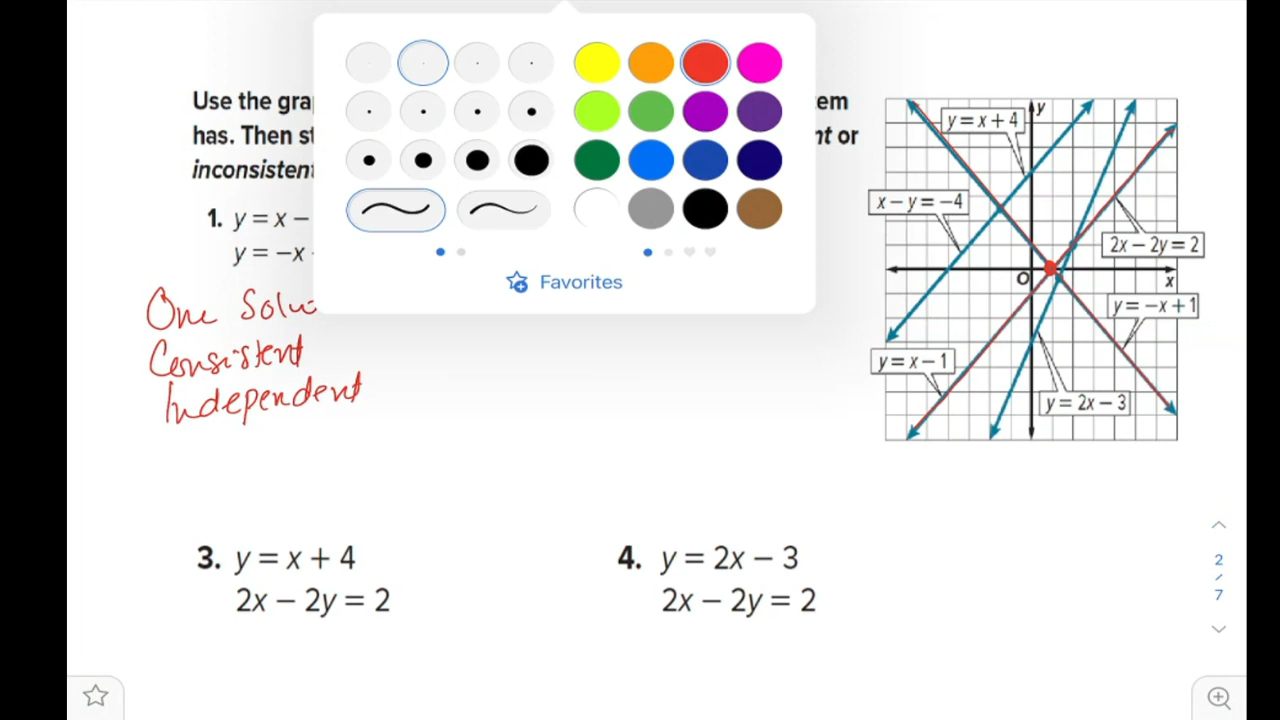 Use the gra
em
has. Then st
nt or
inconsistent
1. y = x –
y = –x
One Solu
Consistent
Independent
Favorites
y
y = x + 4
x – y = –4
2x – 2y = 2
O
x
y = –x + 1
y = x – 1
y = 2x – 3
3. y = x + 4
2x – 2y = 2
4. y = 2x – 3
2x – 2y = 2
2
/
7